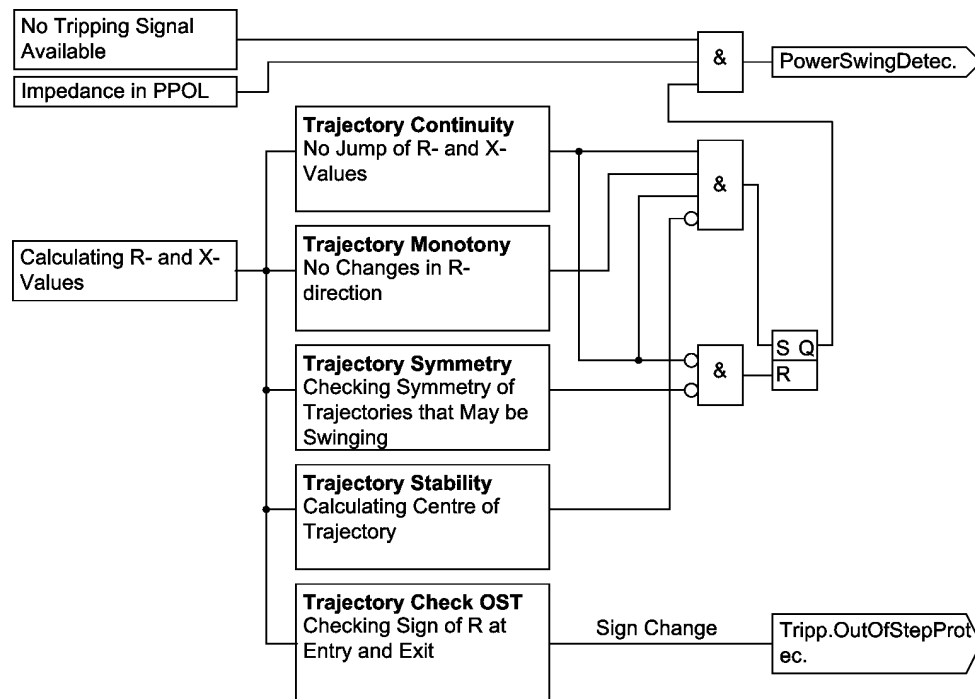 No Tripping Signal
Available
&
PowerSwingDetec.
Impedance in PPOL
Trajectory Continuity
No Jump of R- and X-
Values
&
Calculating R- and X-
Values
Trajectory Monotony
No Changes in R-
direction
Trajectory Symmetry
Checking Symmetry of
Trajectories that May be
Swinging
&
S Q
R
Trajectory Stability
Calculating Centre of
Trajectory
Trajectory Check OST
Checking Sign of R at
Entry and Exit
Sign Change
Tripp.OutOfStepProt
ec.